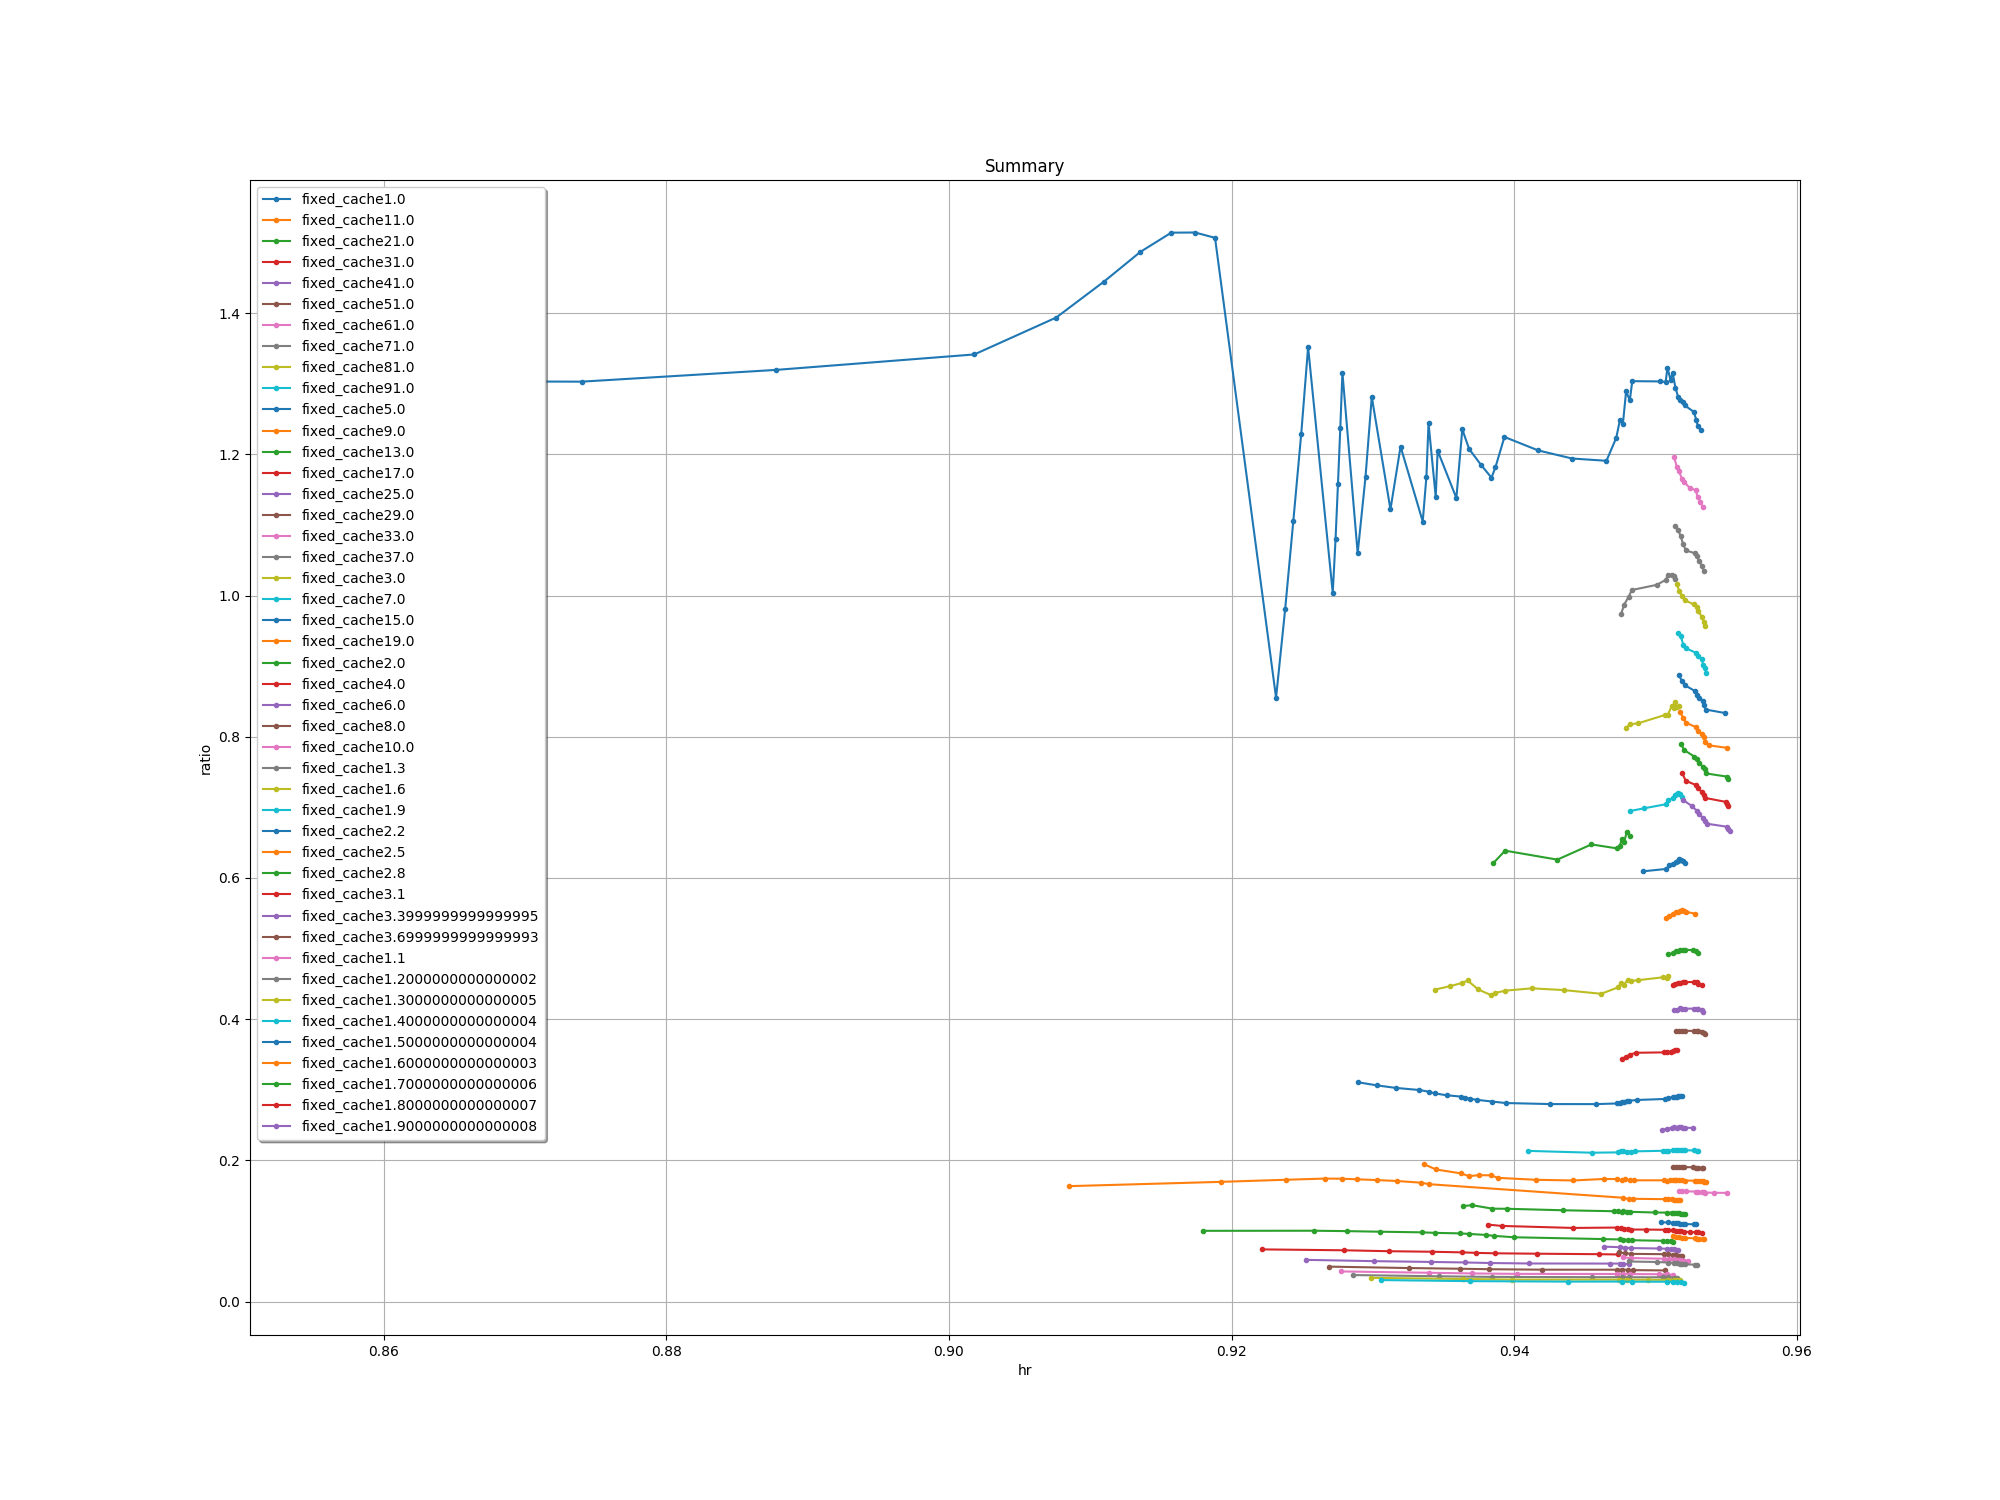 Summary
fixed_cache1.0
fixed_cache11.0
fixed_cache21.0
fixed_cache31.0
fixed_cache41.0
fixed_cache51.0
fixed_cache61.0
fixed_cache71.0
fixed_cache81.0
fixed_cache91.0
fixed_cache5.0
fixed_cache9.0
fixed_cache13.0
fixed_cache17.0
fixed_cache25.0
fixed_cache29.0
fixed_cache33.0
fixed_cache37.0
fixed_cache3.0
fixed_cache7.0
fixed_cache15.0
fixed_cache19.0
fixed_cache2.0
fixed_cache4.0
fixed_cache6.0
fixed_cache8.0
fixed_cache10.0
fixed_cache1.3
fixed_cache1.6
fixed_cache1.9
fixed_cache2.2
fixed_cache2.5
fixed_cache2.8
fixed_cache3.1
fixed_cache3.3999999999999995
fixed_cache3.6999999999999993
fixed_cache1.1
fixed_cache1.2000000000000002
fixed_cache1.3000000000000005
fixed_cache1.4000000000000004
fixed_cache1.5000000000000004
fixed_cache1.6000000000000003
fixed_cache1.7000000000000006
fixed_cache1.8000000000000007
fixed_cache1.9000000000000008
ratio
1.4
1.2
1.0
0.8
0.6
0.4
0.2
0.0
0.86 0.88 0.90 0.92 0.94 0.96
hr